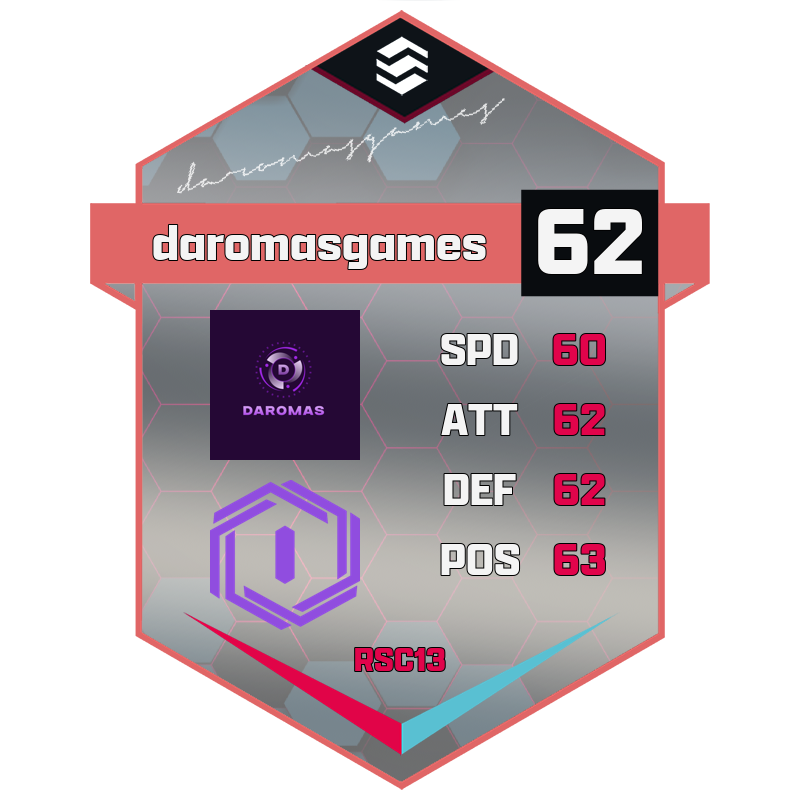 daromasgames
daromasgames 62
SPD 60
D
DAROMAS
ATT 62
DEF 62
POS 63
RSC13